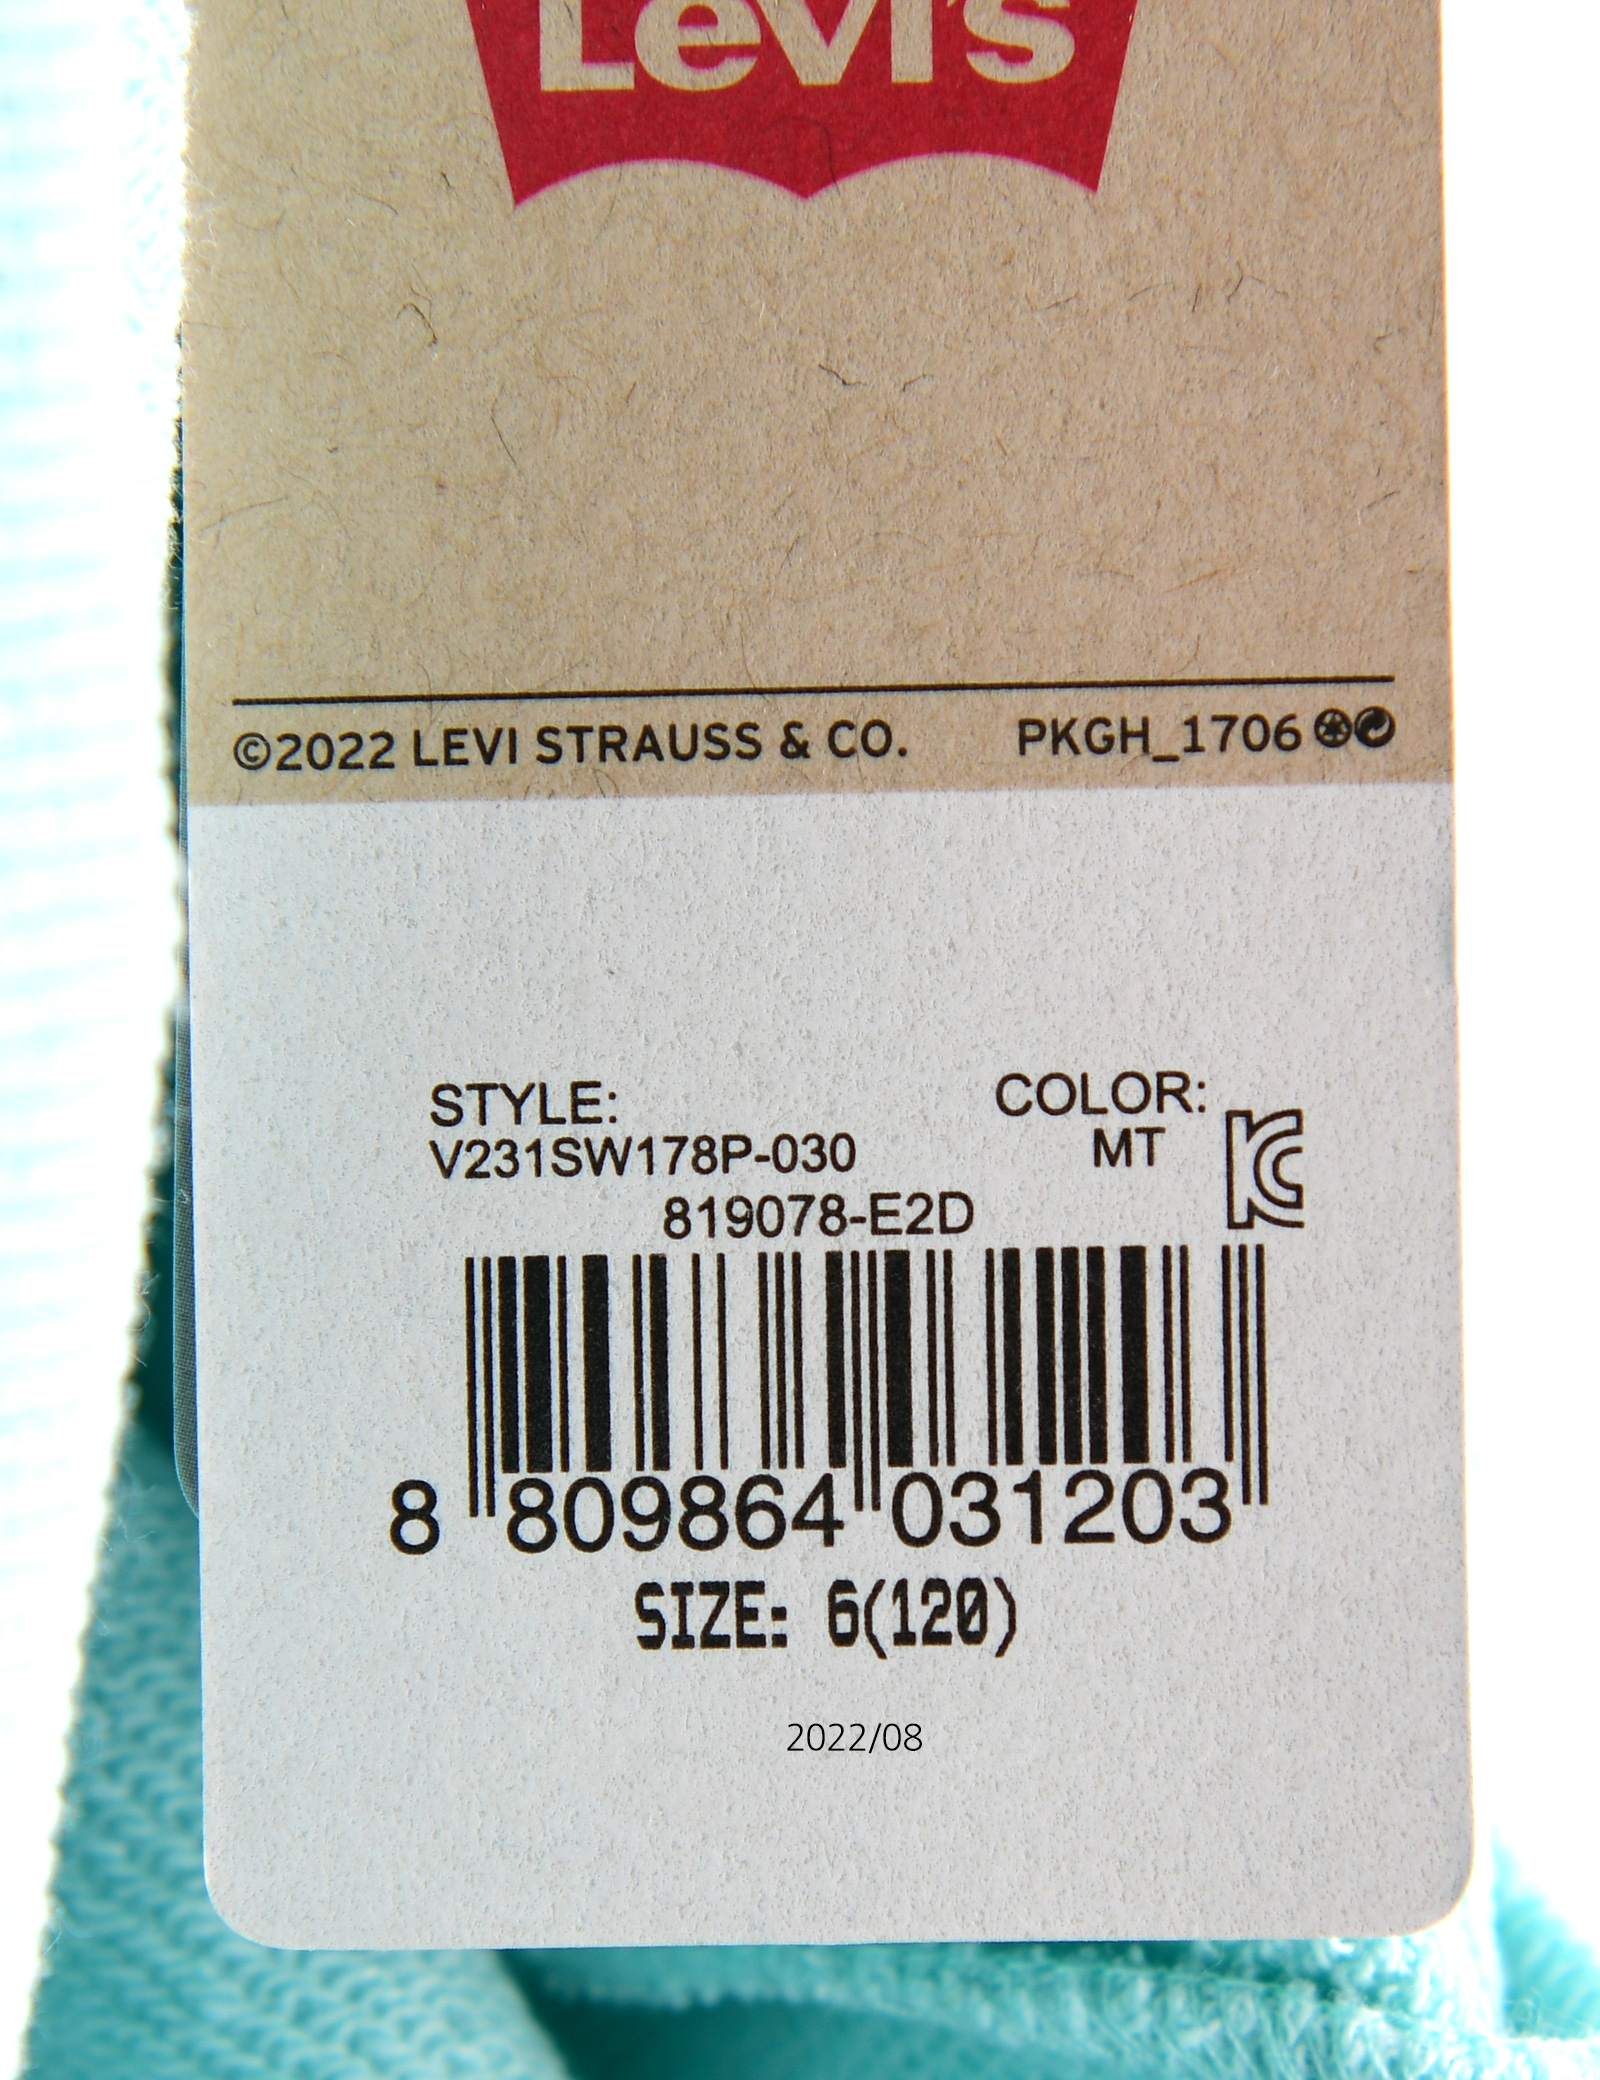 Levi's
©2022 LEVI STRAUSS & CO. PKGH_1706
STYLE: COLOR:
V231SW178P-030 MT
819078-E2D
8 809864 031203
SIZE: 6(120)
2022/08